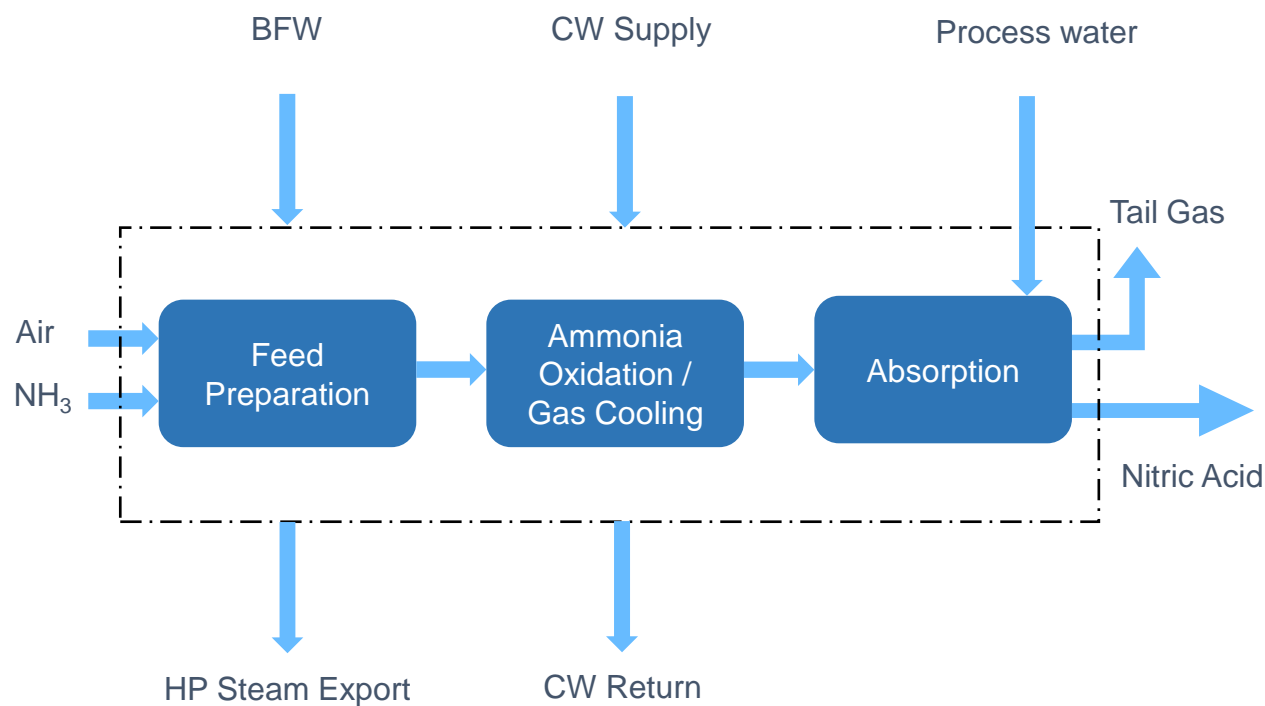 BFW
CW Supply
Process water
Tail Gas
Air
NH₃
Feed
Preparation
Ammonia
Oxidation /
Gas Cooling
Absorption
Nitric Acid
HP Steam Export
CW Return